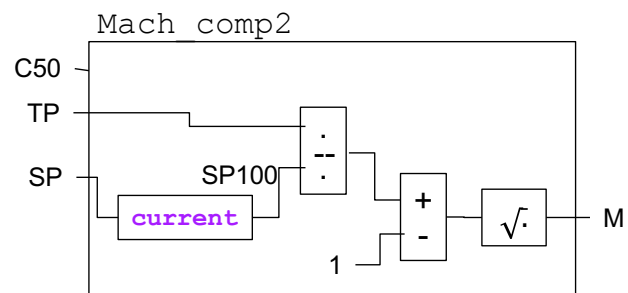 Mach_comp2
C50
TP
SP
SP100
current
.
--
.
+
-
1
√.
M